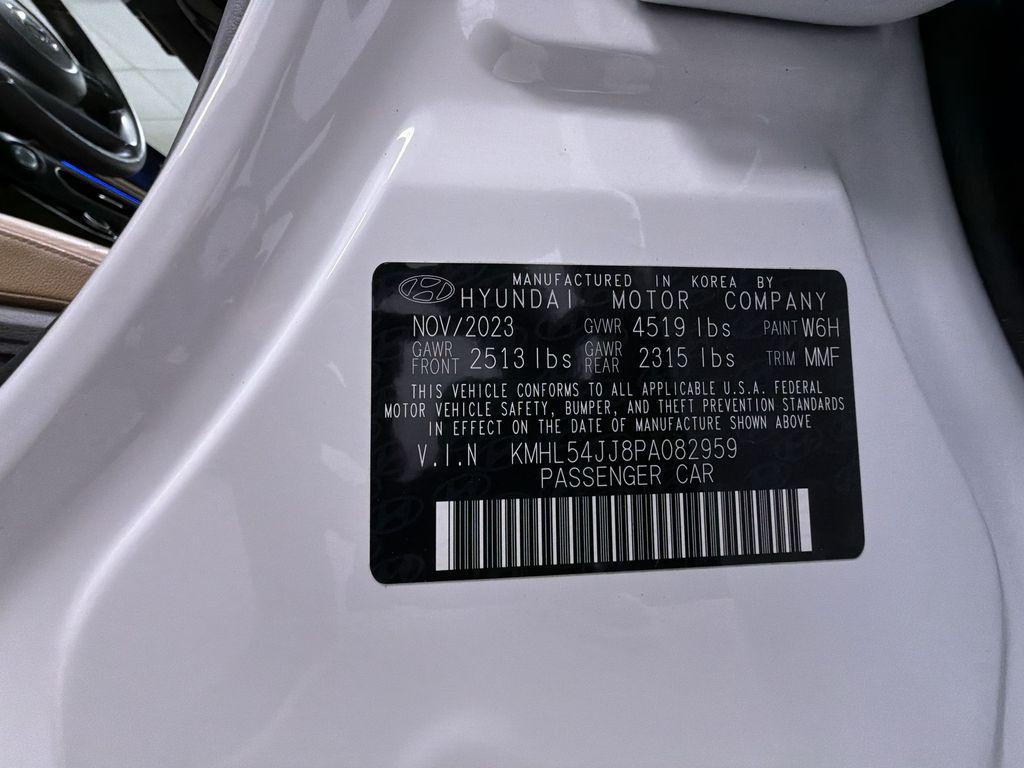 MANUFACTURED IN KOREA BY
HYUNDAI MOTOR COMPANY
NOV/2023 GVWR 4519 lbs PAINT W6H
GAWR FRONT 2513 lbs GAWR REAR 2315 lbs TRIM MMF
THIS VEHICLE CONFORMS TO ALL APPLICABLE U.S.A. FEDERAL
MOTOR VEHICLE SAFETY, BUMPER, AND THEFT PREVENTION STANDARDS
IN EFFECT ON THE DATE OF MANUFACTURE SHOWN ABOVE
V.I.N KMHL54JJ8PA082959
PASSENGER CAR